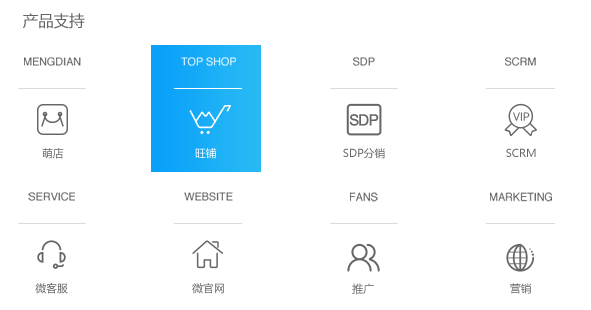 产品支持
MENGDIAN
TOP SHOP
SDP
SCRM
SDP
VIP
萌店
旺铺
SDP分销
SCRM
SERVICE
WEBSITE
FANS
MARKETING
微客服
微官网
推广
营销